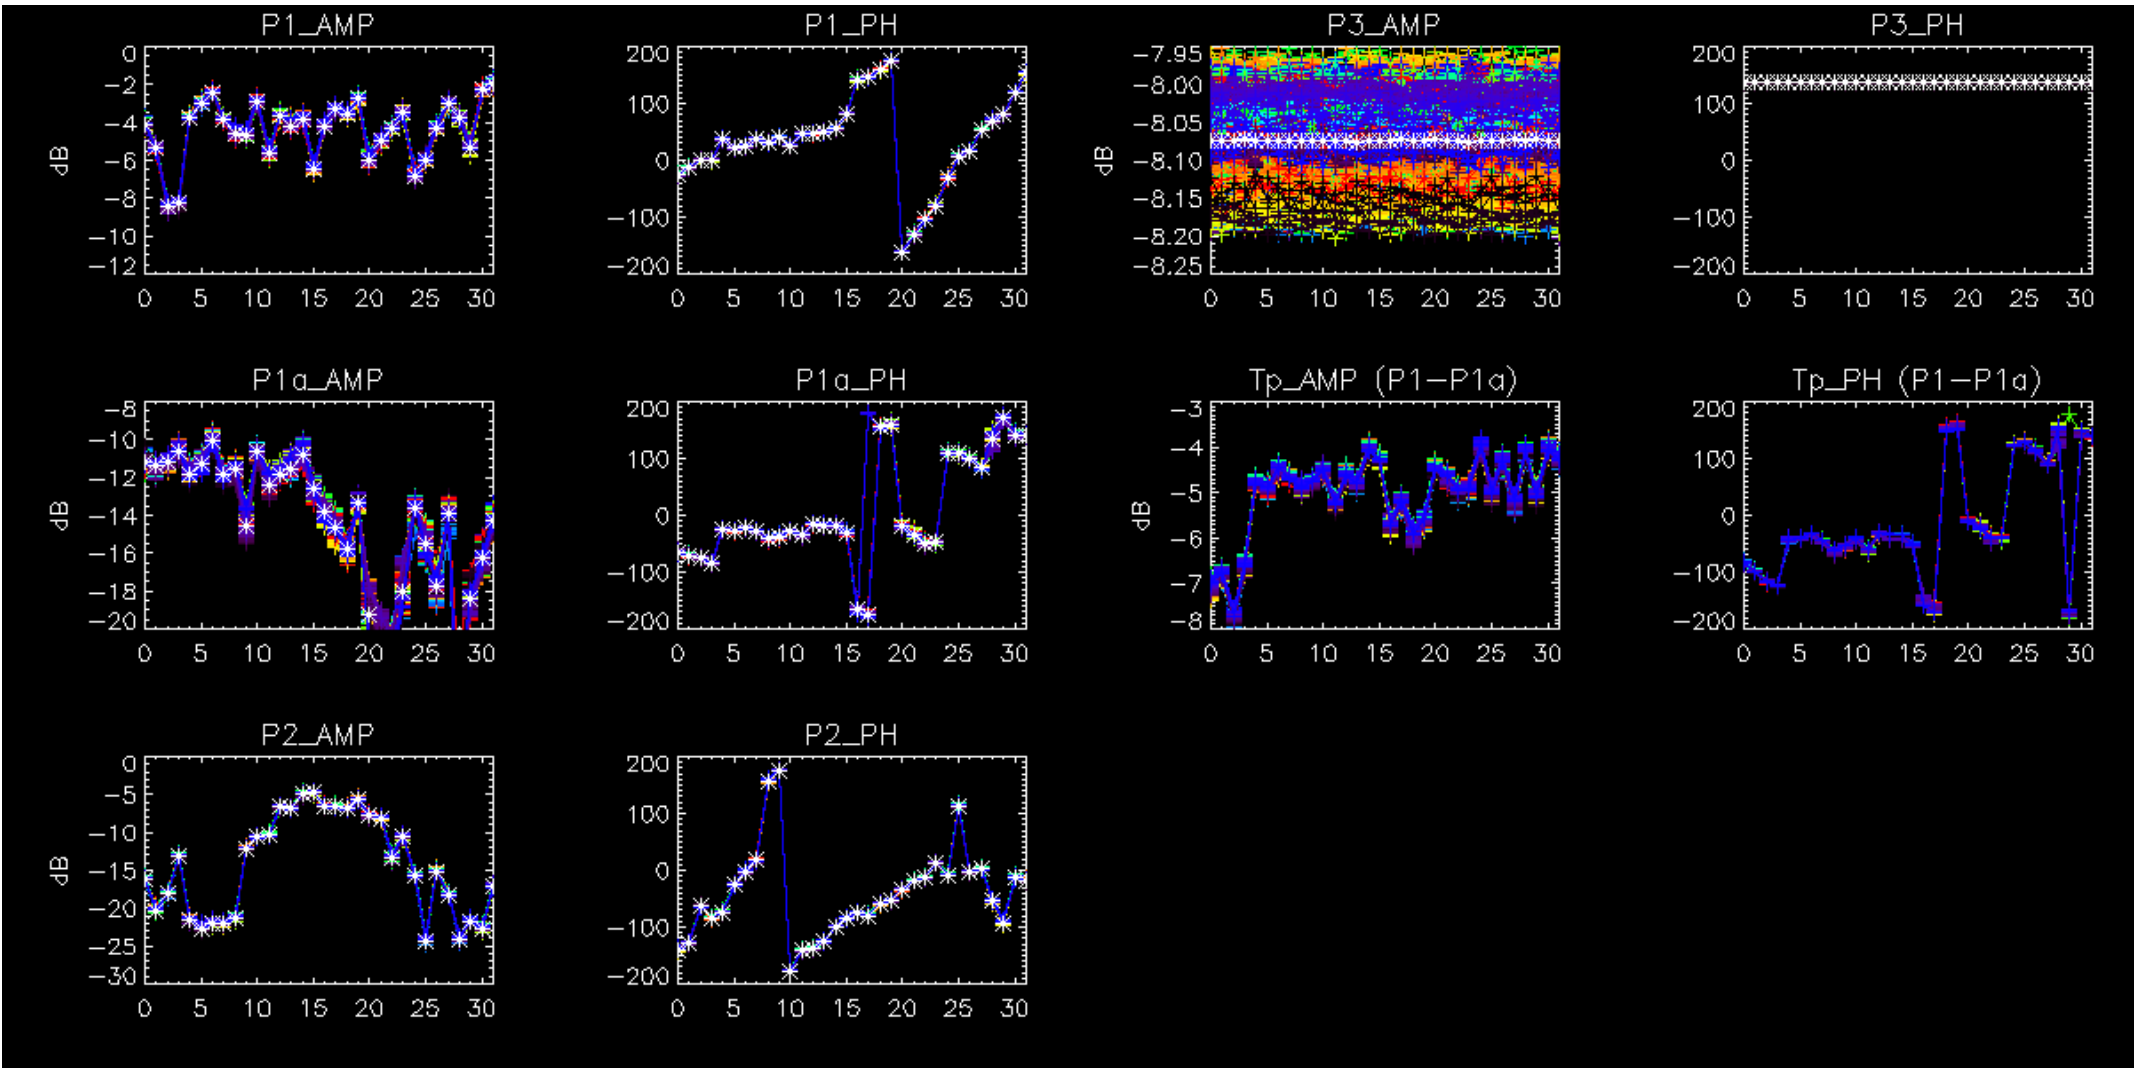 P1_AMP
dB
0
−2
−4
−6
−8
−10
−12
0 5 10 15 20 25 30
P1_PH
200
100
0
−100
−200
0 5 10 15 20 25 30
P3_AMP
dB
−7.95
−8.00
−8.05
−8.10
−8.15
−8.20
−8.25
0 5 10 15 20 25 30
P3_PH
200
100
0
−100
−200
0 5 10 15 20 25 30
P1a_AMP
dB
−8
−10
−12
−14
−16
−18
−20
0 5 10 15 20 25 30
P1a_PH
200
100
0
−100
−200
0 5 10 15 20 25 30
Tp_AMP (P1−P1a)
dB
−3
−4
−5
−6
−7
−8
0 5 10 15 20 25 30
Tp_PH (P1−P1a)
200
100
0
−100
−200
0 5 10 15 20 25 30
P2_AMP
dB
0
−5
−10
−15
−20
−25
−30
0 5 10 15 20 25 30
P2_PH
200
100
0
−100
−200
0 5 10 15 20 25 30